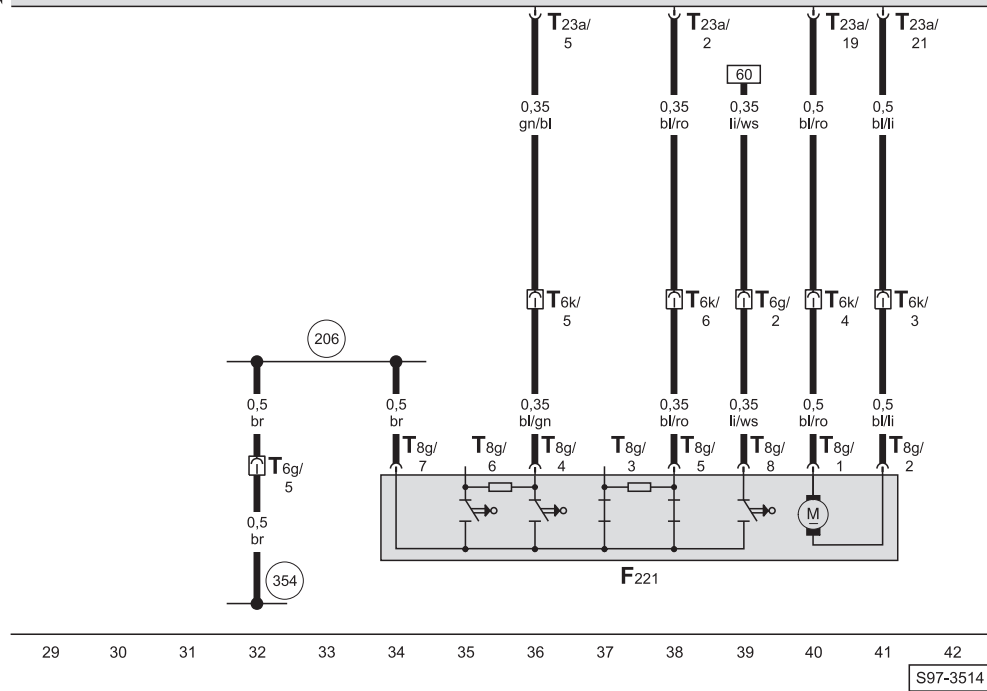 T23a/ T23a/ T23a/ T23a/
5 2 19 21
60
0,35 0,35 0,35 0,5 0,5
gn/bl bl/ro li/ws bl/ro bl/li
T6k/ T6k/ T6g/ T6k/ T6k/
5 6 2 4 3
206
0,5 0,5 0,35 0,35 0,35 0,5 0,5
br br bl/gn bl/ro li/ws bl/ro bl/li
T8g/ T8g/ T8g/ T8g/ T8g/ T8g/ T8g/ T8g/
7 6 4 3 5 8 1 2
T6g/
5
M
0,5
br
F221
354
29 30 31 32 33 34 35 36 37 38 39 40 41 42
S97-3514